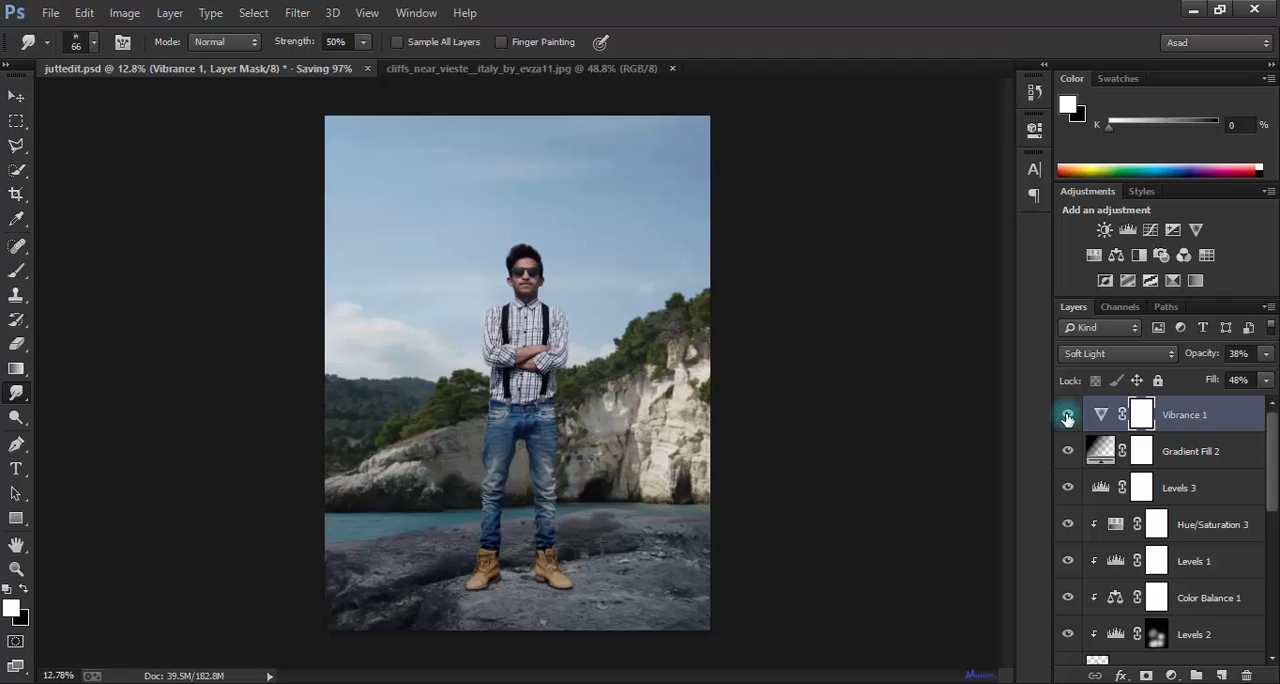 Ps File Edit Image Layer Type Select Filter 3D View Window Help
66 Mode: Normal Strength: 50% Sample All Layers Finger Painting Asad
juttedit.psd @ 12.8% (Vibrance 1, Layer Mask/8) * - Saving 97% × cliffs_near_vieste__italy_by_evza11.jpg @ 48.8% (RGB/8) ×
Color Swatches
K 0 %
Adjustments Styles
Add an adjustment
Layers Channels Paths
Kind
Soft Light Opacity: 38%
Lock: Fill: 48%
Vibrance 1
Gradient Fill 2
Levels 3
Hue/Saturation 3
Levels 1
Color Balance 1
Levels 2
12.78% Doc: 39.5M/182.8M